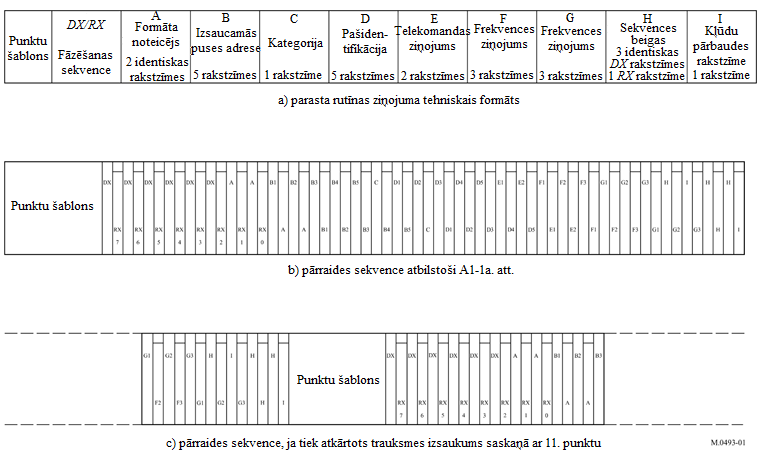 Punktu šablons
DX/RX
Fāzēšanas sekvence
A
Formāta noteicējs
2 identiskas rakstzīmes
B
Izsaucamās puses adrese
5 rakstzīmes
C
Kategorija
1 rakstzīme
D
Pašiden-
tifikācija
5 rakstzīmes
E
Telekomandas ziņojums
2 rakstzīmes
F
Frekvences ziņojums
3 rakstzīmes
G
Frekvences ziņojums
3 rakstzīmes
H
Sekvences beigas
3 identiskas
DX rakstzīmes
1 RX rakstzīme
I
Kļūdu pārbaudes rakstzīme
1 rakstzīme
a) parasta rutīnas ziņojuma tehniskais formāts
Punktu šablons
DX DX DX DX DX DX A A B1 B2 B3 B4 B5 C D1 D2 D3 D4 D5 E1 E2 F1 F2 F3 G1 G2 G3 H I H H
RX 7 RX 6 RX 5 RX 4 RX 3 RX 2 RX 1 RX 0 A A B1 B2 B3 B4 B5 C D1 D2 D3 D4 D5 E1 E2 F1 F2 F3 G1 G2 G3 H I
b) pārraides sekvence atbilstoši A1-1a. att.
G1 G2 G3 H I H H
F2 F3 G1 G2 G3 H I
Punktu šablons
DX DX DX DX DX DX A A B1 B2 B3
RX 7 RX 6 RX 5 RX 4 RX 3 RX 2 RX 1 RX 0 A A
c) pārraides sekvence, ja tiek atkārtots trauksmes izsaukums saskaņā ar 11. punktu
M.0493-01